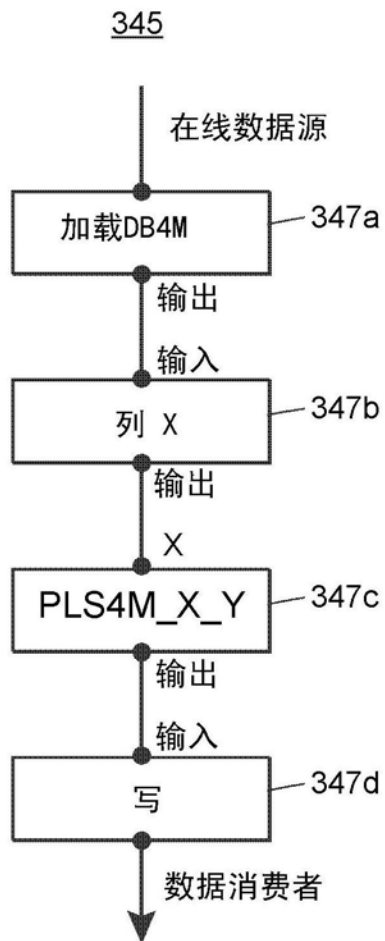 345
在线数据源
加载DB4M
347a
输出
输入
列 X
347b
输出
X
PLS4M_X_Y
347c
输出
输入
写
347d
数据消费者